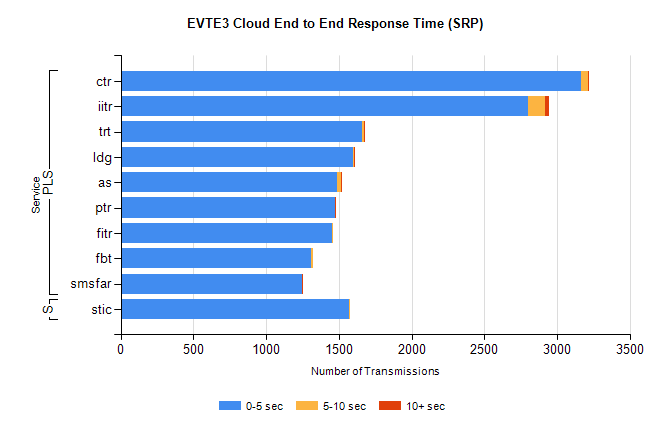 EVTE3 Cloud End to End Response Time (SRP)
Service
PLS
ctr
iitr
trt
ldg
as
ptr
fitr
fbt
smsfar
stic
0 500 1000 1500 2000 2500 3000 3500
Number of Transmissions
0-5 sec 5-10 sec 10+ sec